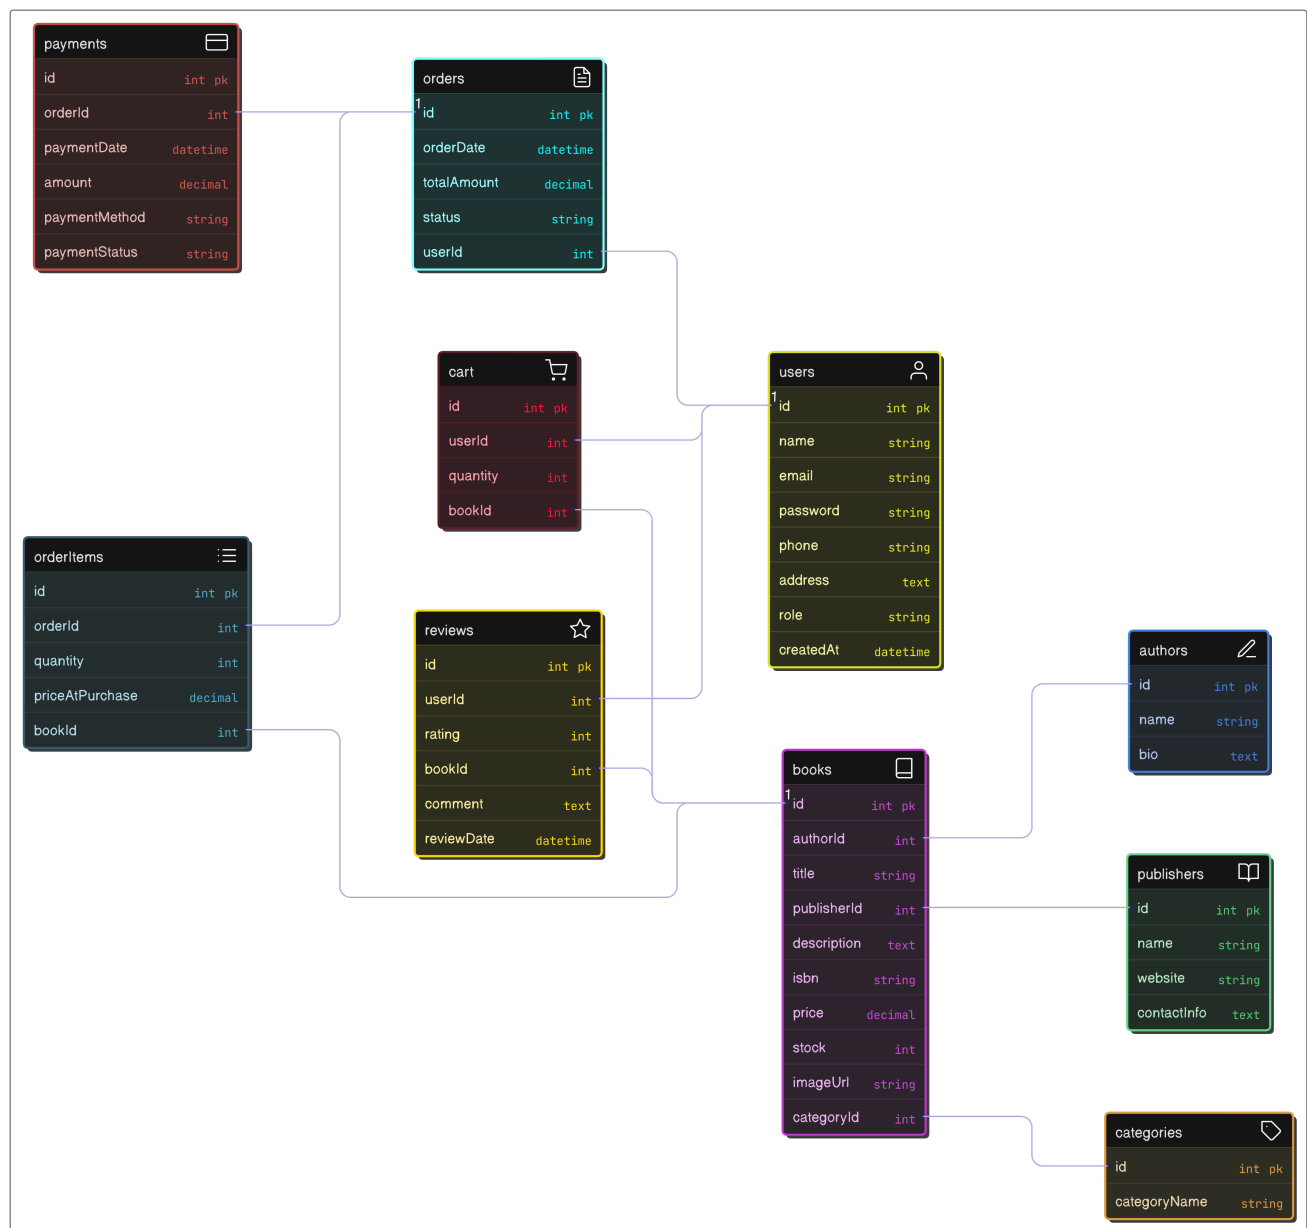 payments
id int pk
orderId int
paymentDate datetime
amount decimal
paymentMethod string
paymentStatus string
orders
1
id int pk
orderDate datetime
totalAmount decimal
status string
userId int
cart
id int pk
userId int
quantity int
bookId int
users
1
id int pk
name string
email string
password string
phone string
address text
role string
createdAt datetime
orderItems
id int pk
orderId int
quantity int
priceAtPurchase decimal
bookId int
reviews
id int pk
userId int
rating int
bookId int
comment text
reviewDate datetime
authors
id int pk
name string
bio text
books
1
id int pk
authorId int
title string
publisherId int
description text
isbn string
price decimal
stock int
imageUrl string
categoryId int
publishers
id int pk
name string
website string
contactInfo text
categories
id int pk
categoryName string